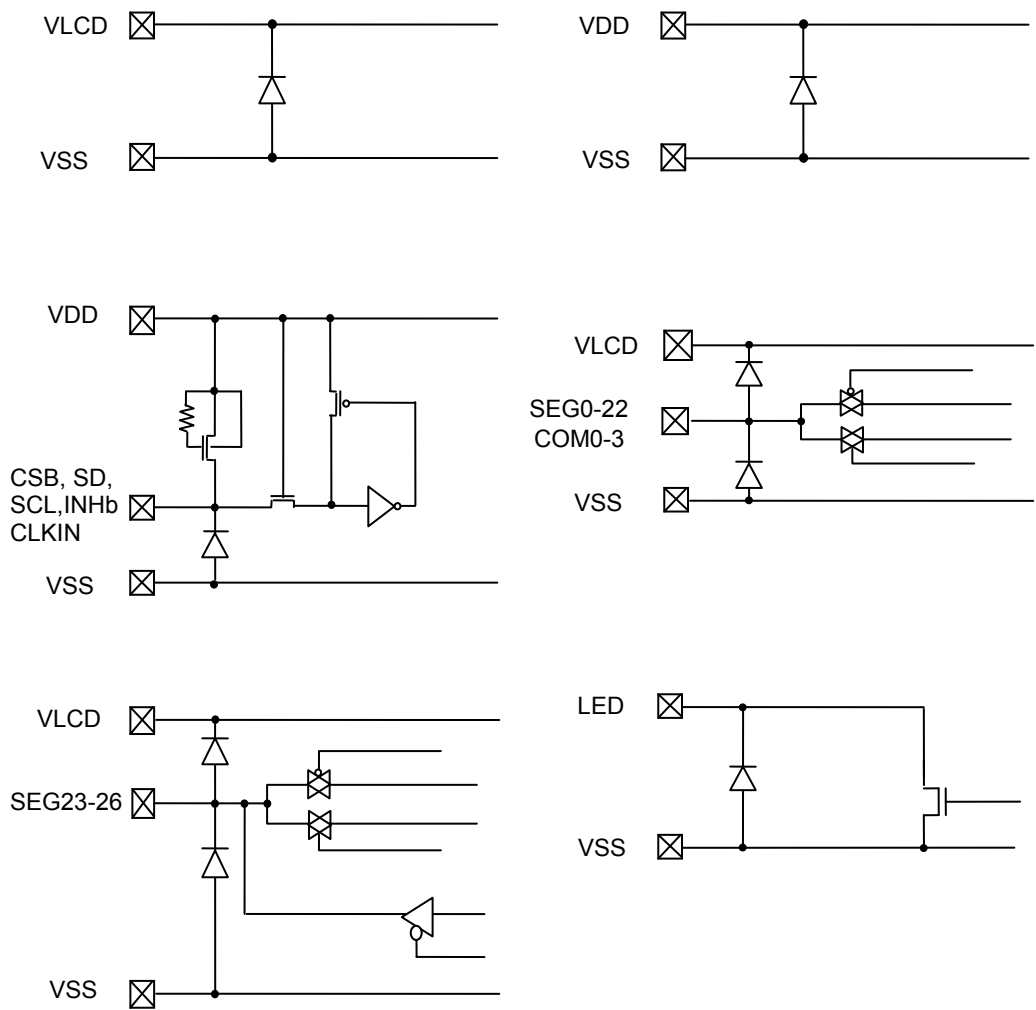 VLCD
VSS
VDD
VSS
VDD
CSB, SD,
SCL,INHb
CLKIN
VSS
VLCD
SEG0-22
COM0-3
VSS
VLCD
SEG23-26
VSS
LED
VSS